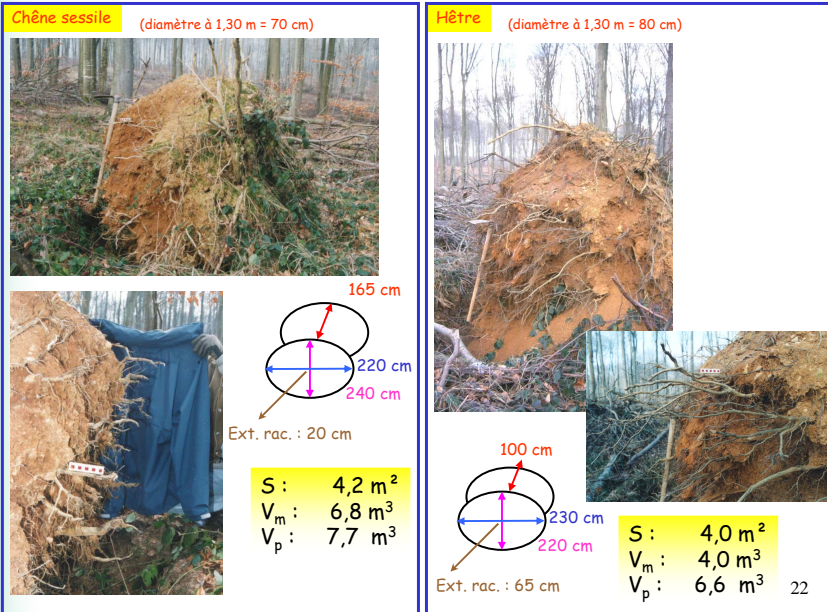 Chêne sessile
(diamètre à 1,30 m = 70 cm)
165 cm
220 cm
240 cm
Ext. rac. : 20 cm
S : 4,2 m²
Vm : 6,8 m³
Vp : 7,7 m³
Hêtre
(diamètre à 1,30 m = 80 cm)
100 cm
230 cm
220 cm
Ext. rac. : 65 cm
S : 4,0 m²
Vm : 4,0 m³
Vp : 6,6 m³
22